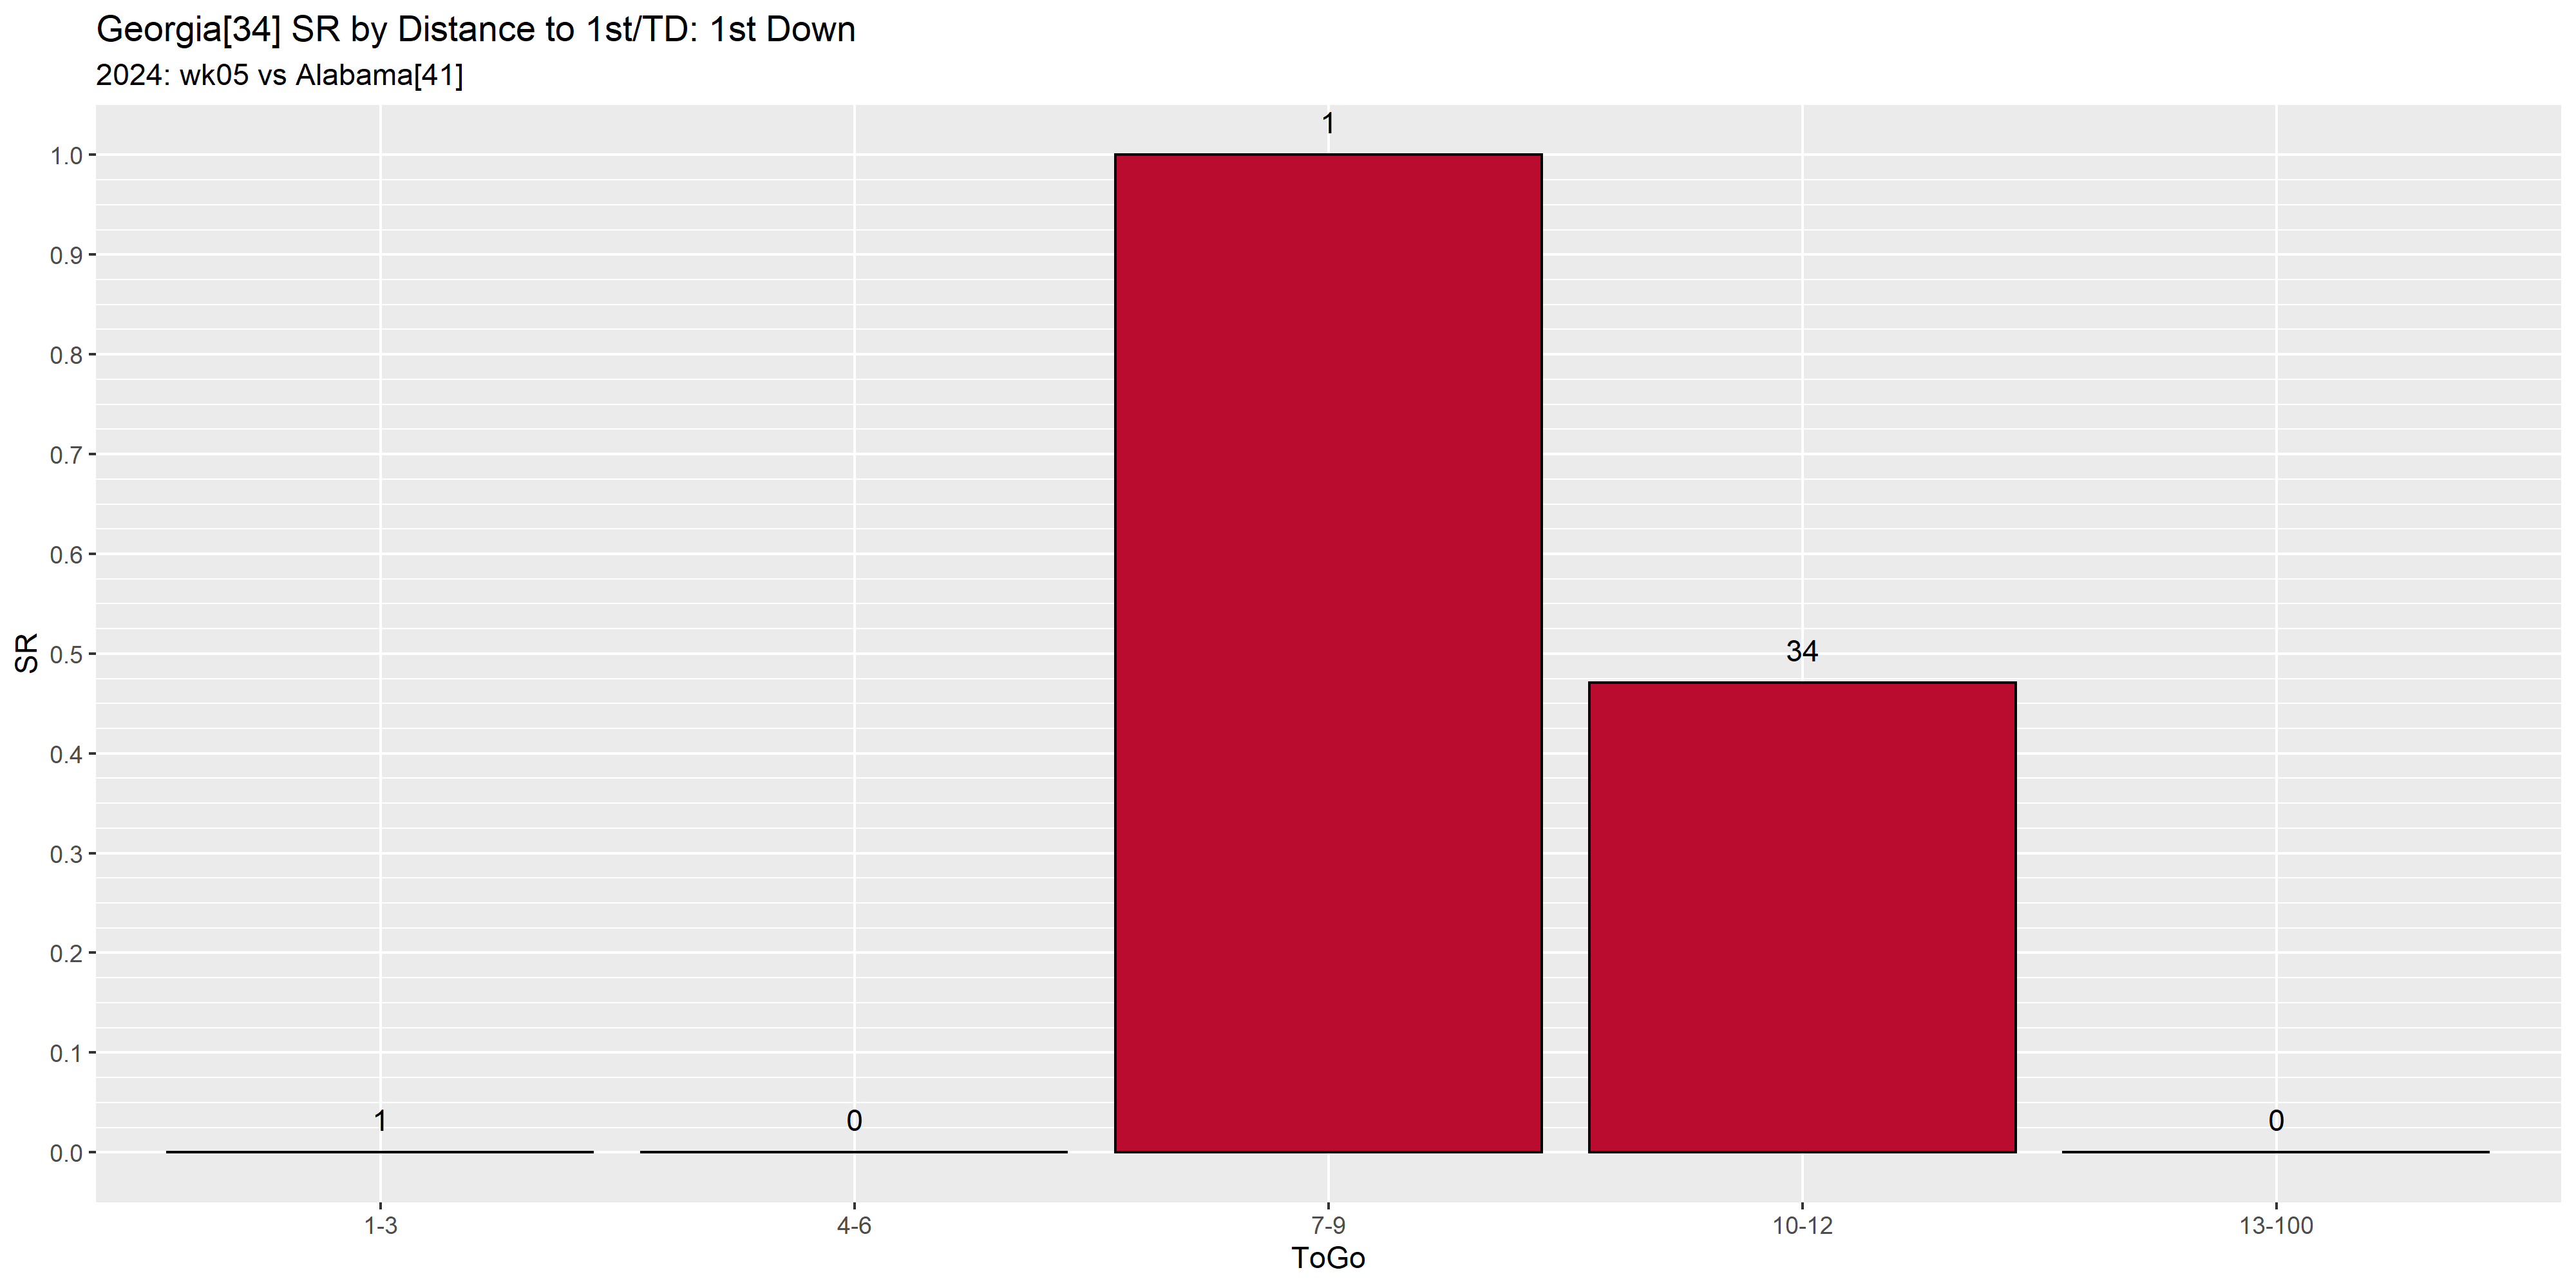 Georgia[34] SR by Distance to 1st/TD: 1st Down
2024: wk05 vs Alabama[41]
1
1.0
0.9
0.8
0.7
0.6
34
0.5
SR
0.4
0.3
0.2
0.1
1 0 0
0.0
1-3 4-6 7-9 10-12 13-100
ToGo